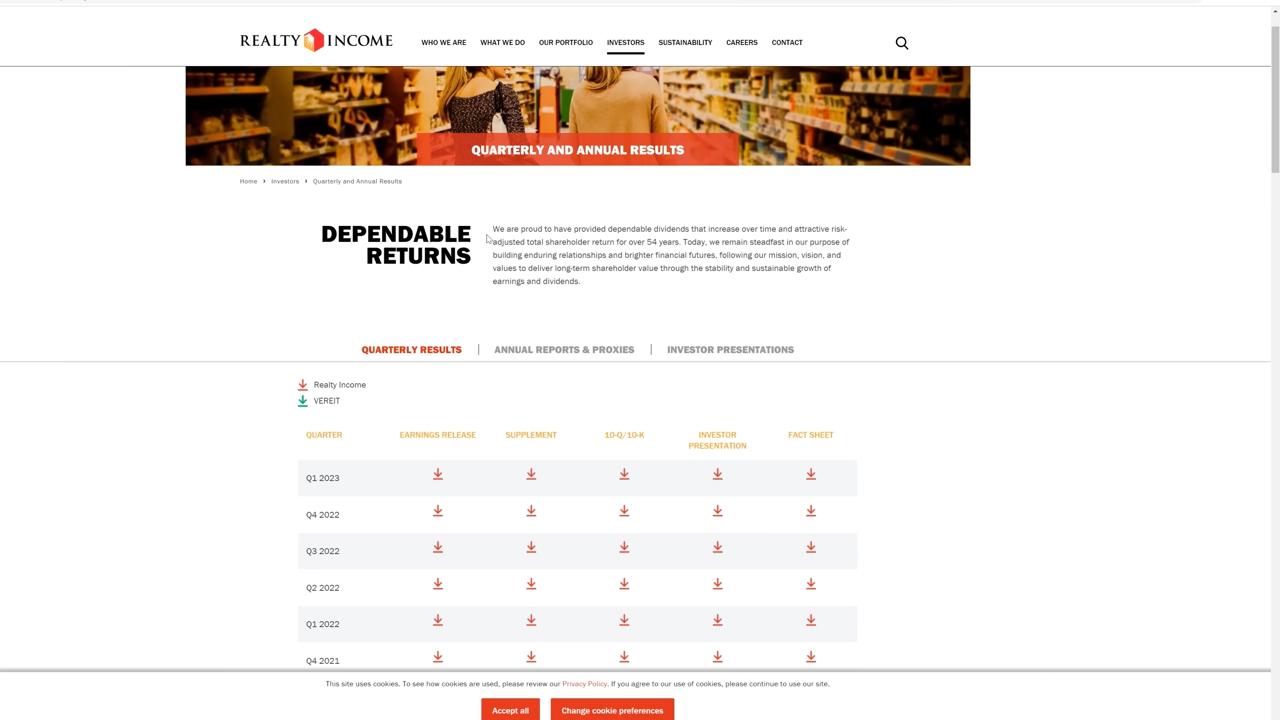 REALTY INCOME
WHO WE ARE WHAT WE DO OUR PORTFOLIO INVESTORS SUSTAINABILITY CAREERS CONTACT
QUARTERLY AND ANNUAL RESULTS
Home › Investors › Quarterly and Annual Results
DEPENDABLE
RETURNS
We are proud to have provided dependable dividends that increase over time and attractive risk-
adjusted total shareholder return for over 54 years. Today, we remain steadfast in our purpose of
building enduring relationships and brighter financial futures, following our mission, vision, and
values to deliver long-term shareholder value through the stability and sustainable growth of
earnings and dividends.
QUARTERLY RESULTS | ANNUAL REPORTS & PROXIES | INVESTOR PRESENTATIONS
Realty Income
VEREIT
QUARTER EARNINGS RELEASE SUPPLEMENT 10-Q/10-K INVESTOR PRESENTATION FACT SHEET
Q1 2023
Q4 2022
Q3 2022
Q2 2022
Q1 2022
Q4 2021
This site uses cookies. To see how cookies are used, please review our Privacy Policy. If you agree to our use of cookies, please continue to use our site.
Accept all Change cookie preferences